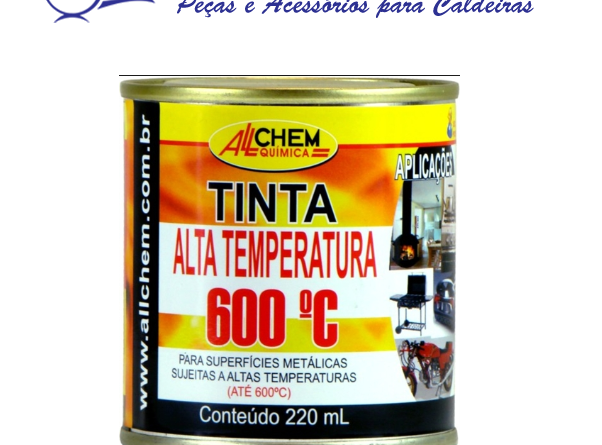 Peças e Acessórios para Caldeiras
ALLCHEM
QUÍMICA
TINTA
ALTA TEMPERATURA
600 ºC
PARA SUPERFÍCIES METÁLICAS
SUJEITAS A ALTAS TEMPERATURAS
(ATÉ 600ºC)
Conteúdo 220 mL
www.allchem.com.br
APLICAÇÕES